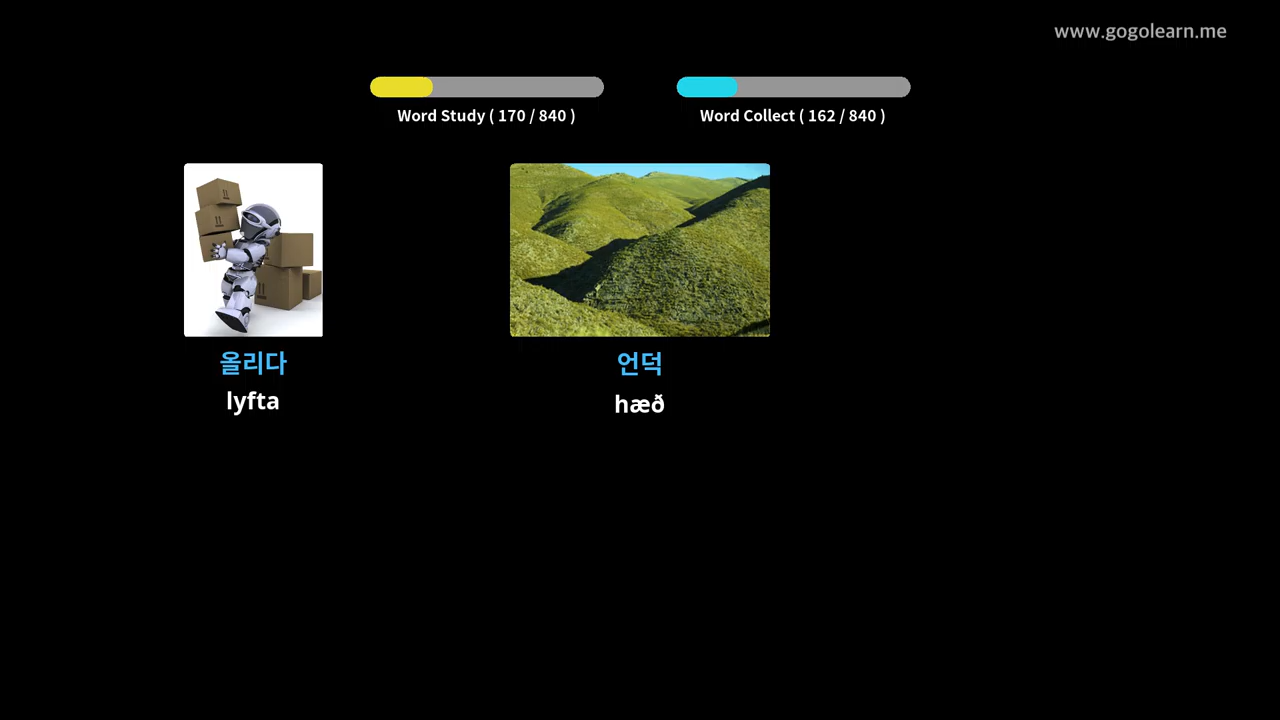 www.gogolearn.me
Word Study ( 170 / 840 )
Word Collect ( 162 / 840 )
올리다
lyfta
언덕
hæð